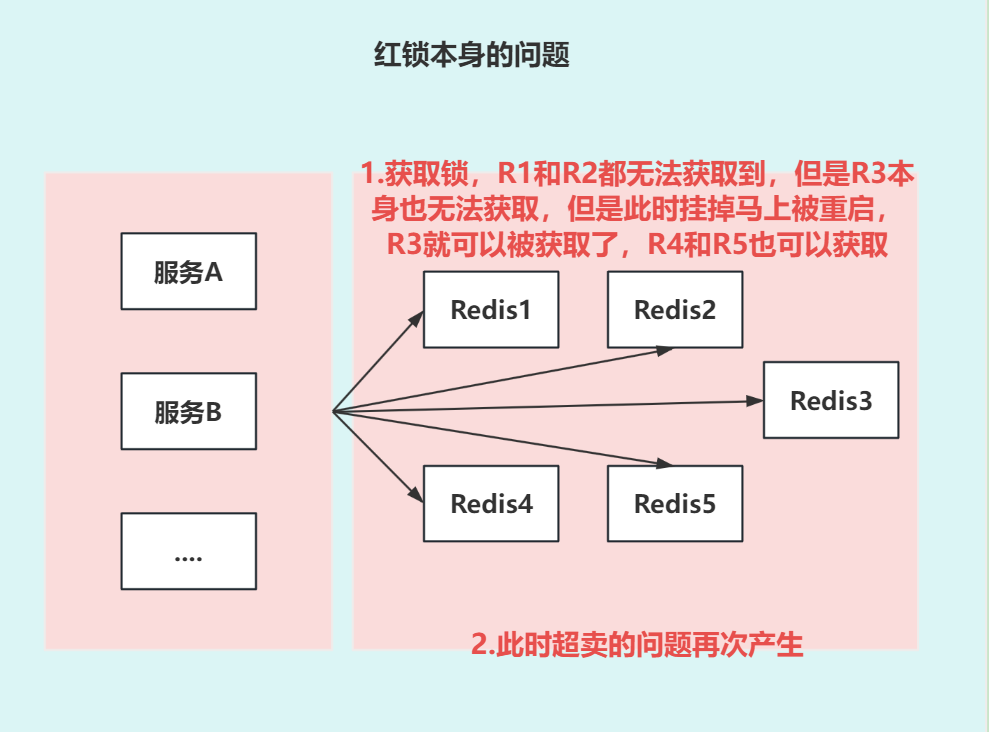 红锁本身的问题
1.获取锁，R1和R2都无法获取到，但是R3本
身也无法获取，但是此时挂掉马上被重启，
R3就可以被获取了，R4和R5也可以获取
服务A
Redis1
Redis2
服务B
Redis3
Redis4
Redis5
....
2.此时超卖的问题再次产生